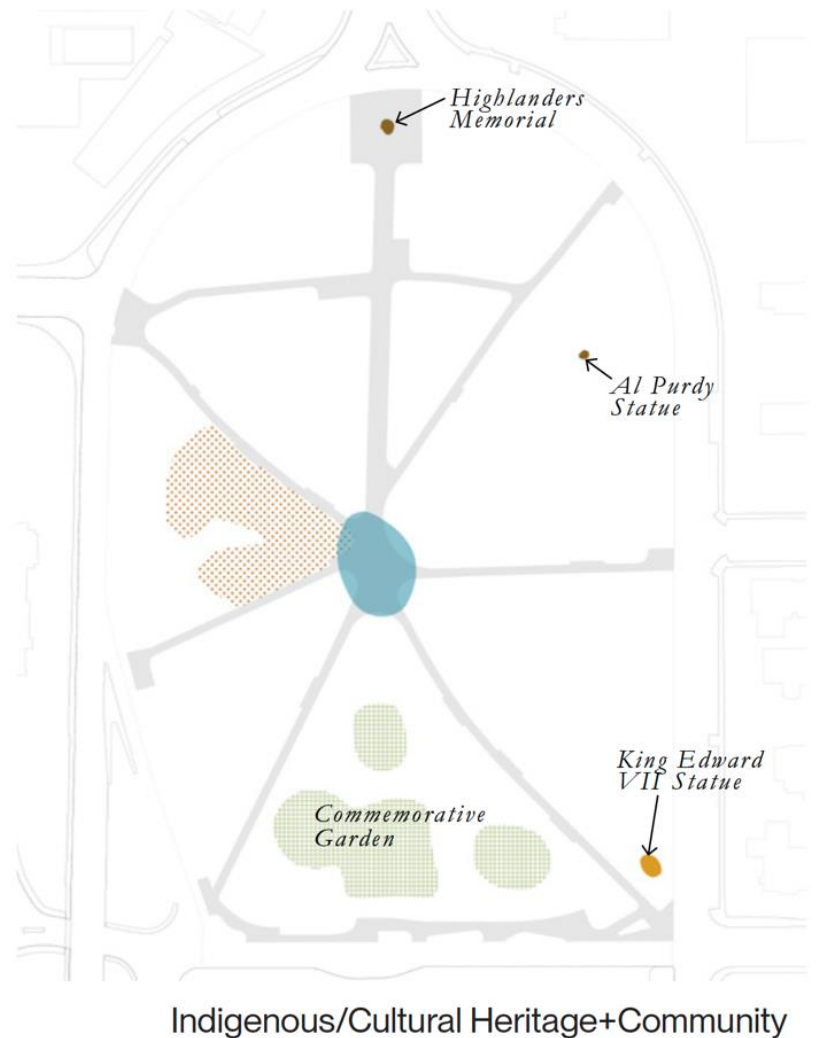 Highlanders
Memorial
Al Purdy
Statue
King Edward
VII Statue
Commemorative
Garden
Indigenous/Cultural Heritage+Community